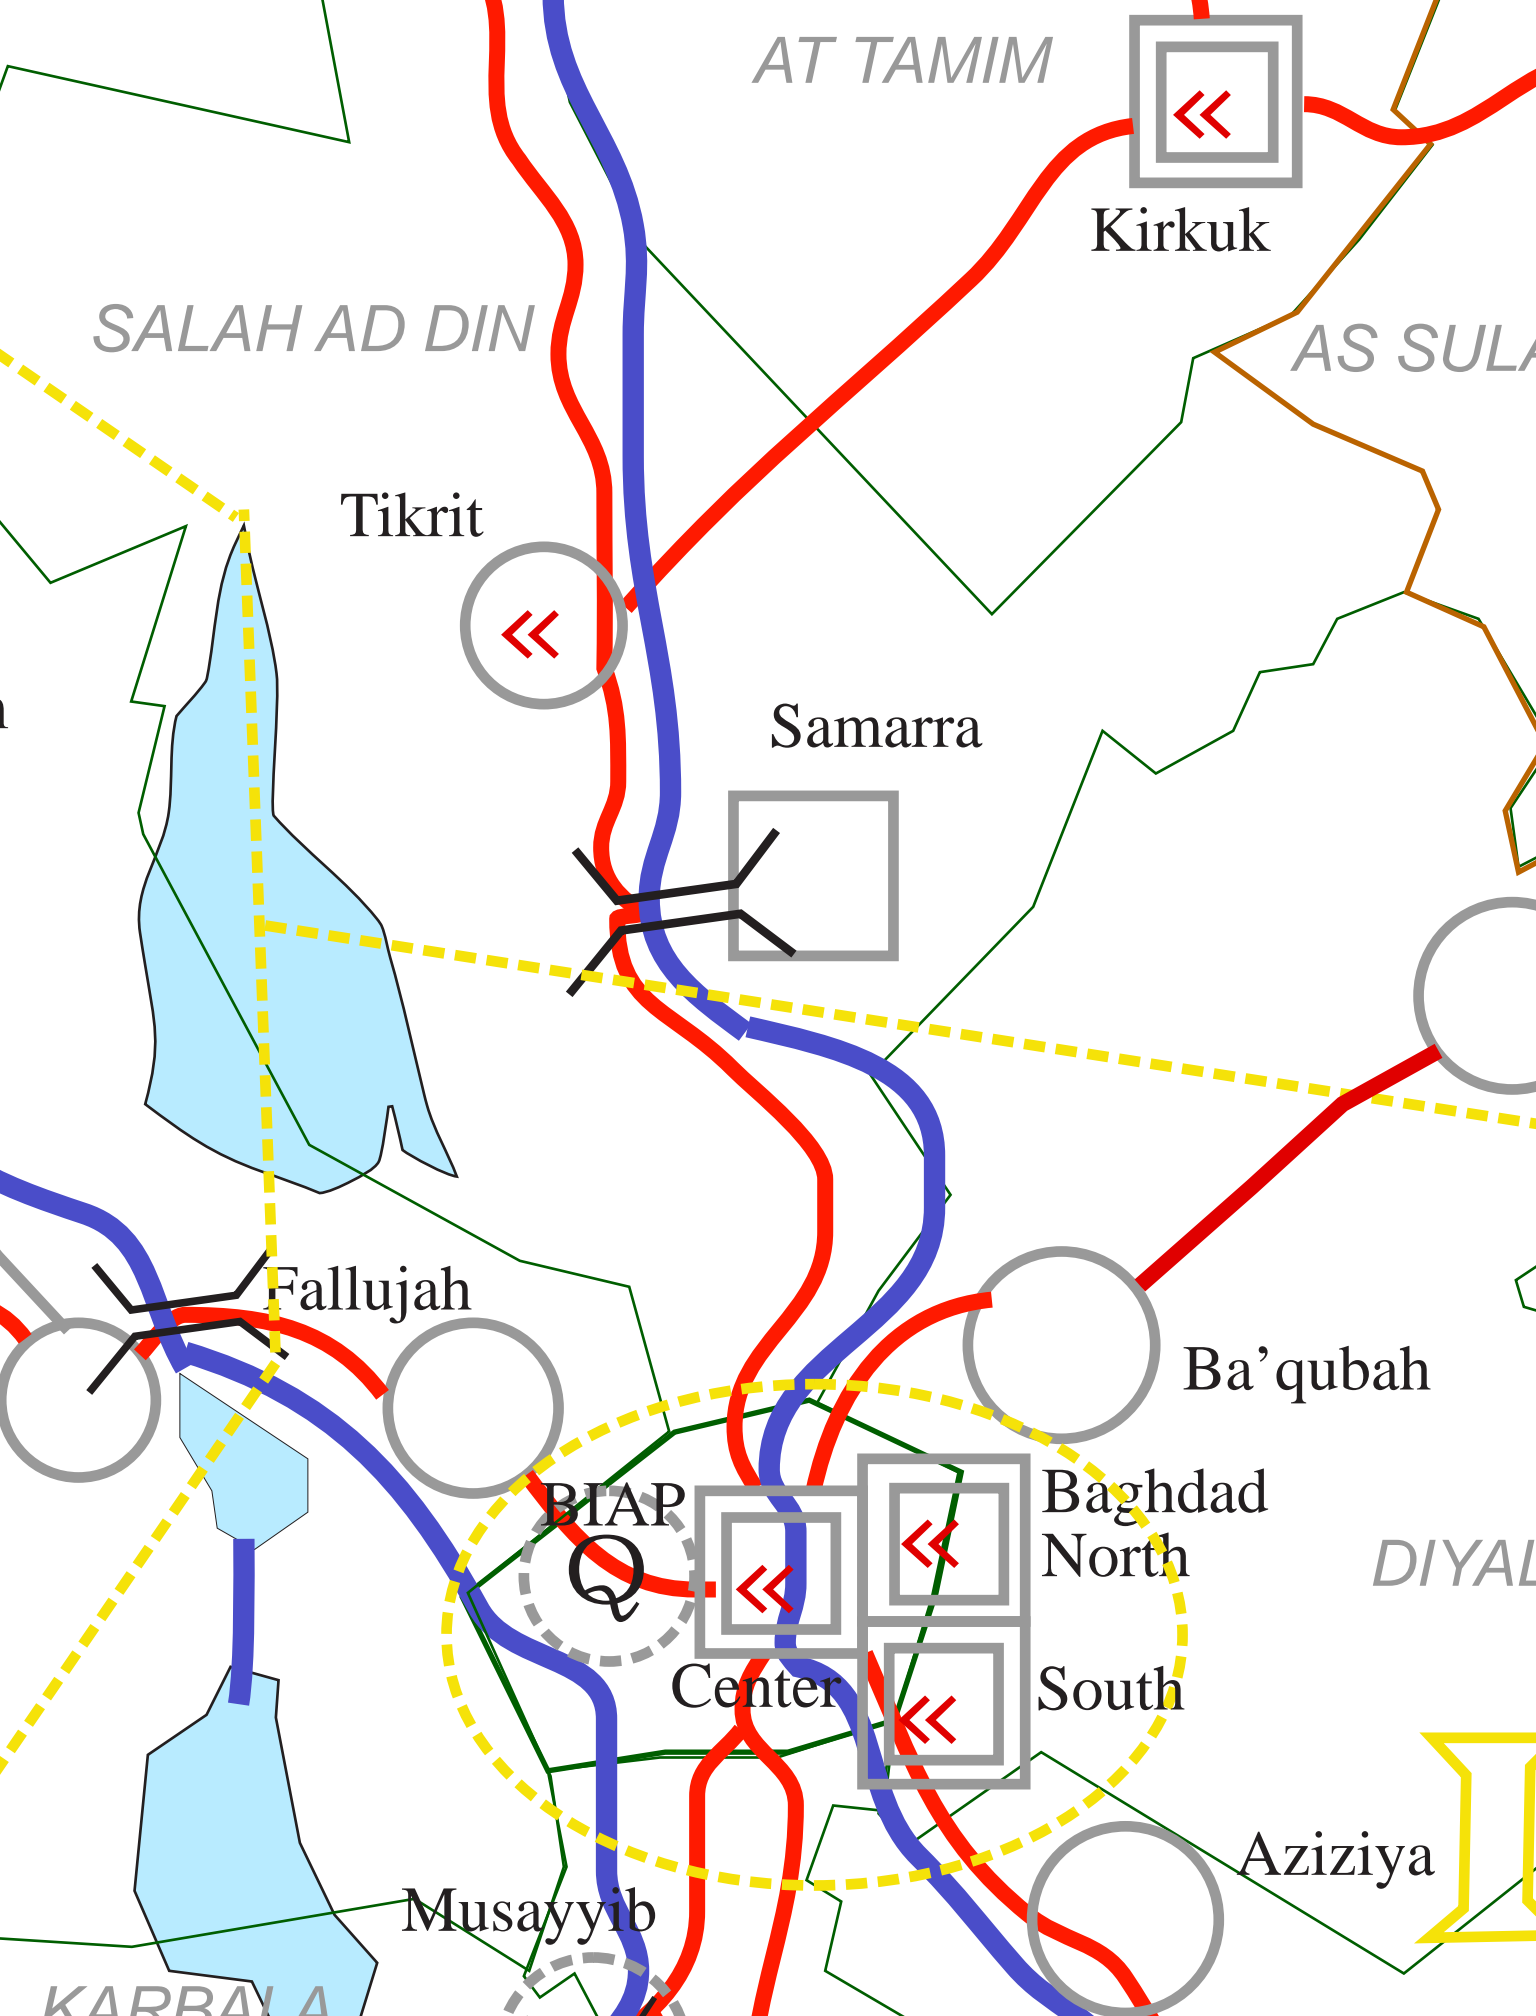 AT TAMIM
Kirkuk
SALAH AD DIN
AS SULA
Tikrit
Samarra
Fallujah
Ba’qubah
BIAP
Q
Baghdad
North
DIYAL
Center
South
Aziziya
Musayyib
KARBALA